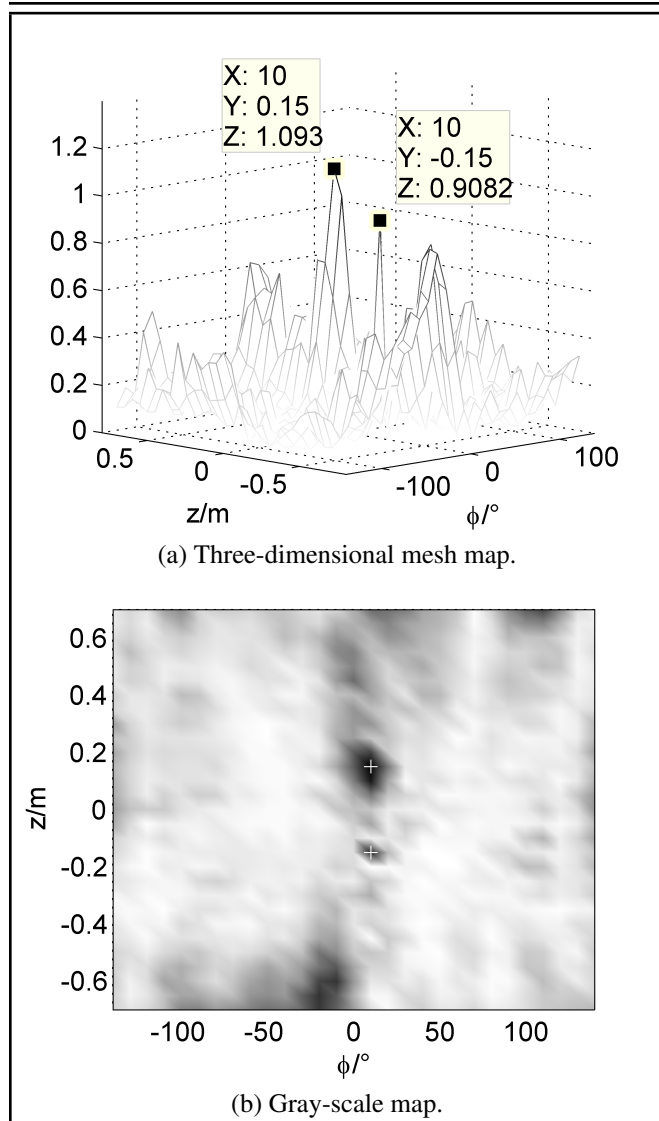 X: 10
Y: 0.15
Z: 1.093
X: 10
Y: -0.15
Z: 0.9082
1.2
1
0.8
0.6
0.4
0.2
0
0.5
0
-0.5
-100
0
100
z/m
ϕ/°
(a) Three-dimensional mesh map.
0.6
0.4
0.2
0
-0.2
-0.4
-0.6
z/m
-100 -50 0 50 100
ϕ/°
(b) Gray-scale map.